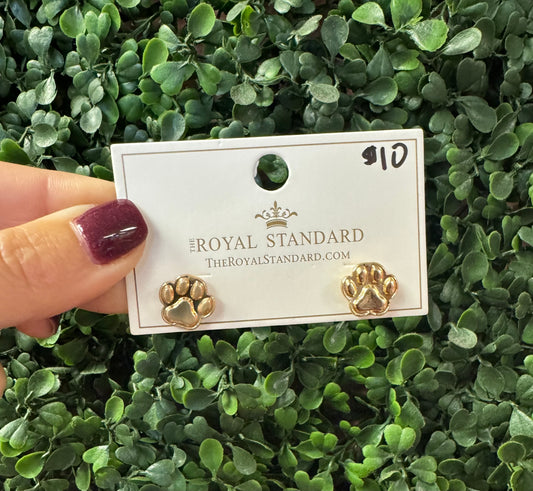 $10
THE ROYAL STANDARD
THEROYALSTANDARD.COM